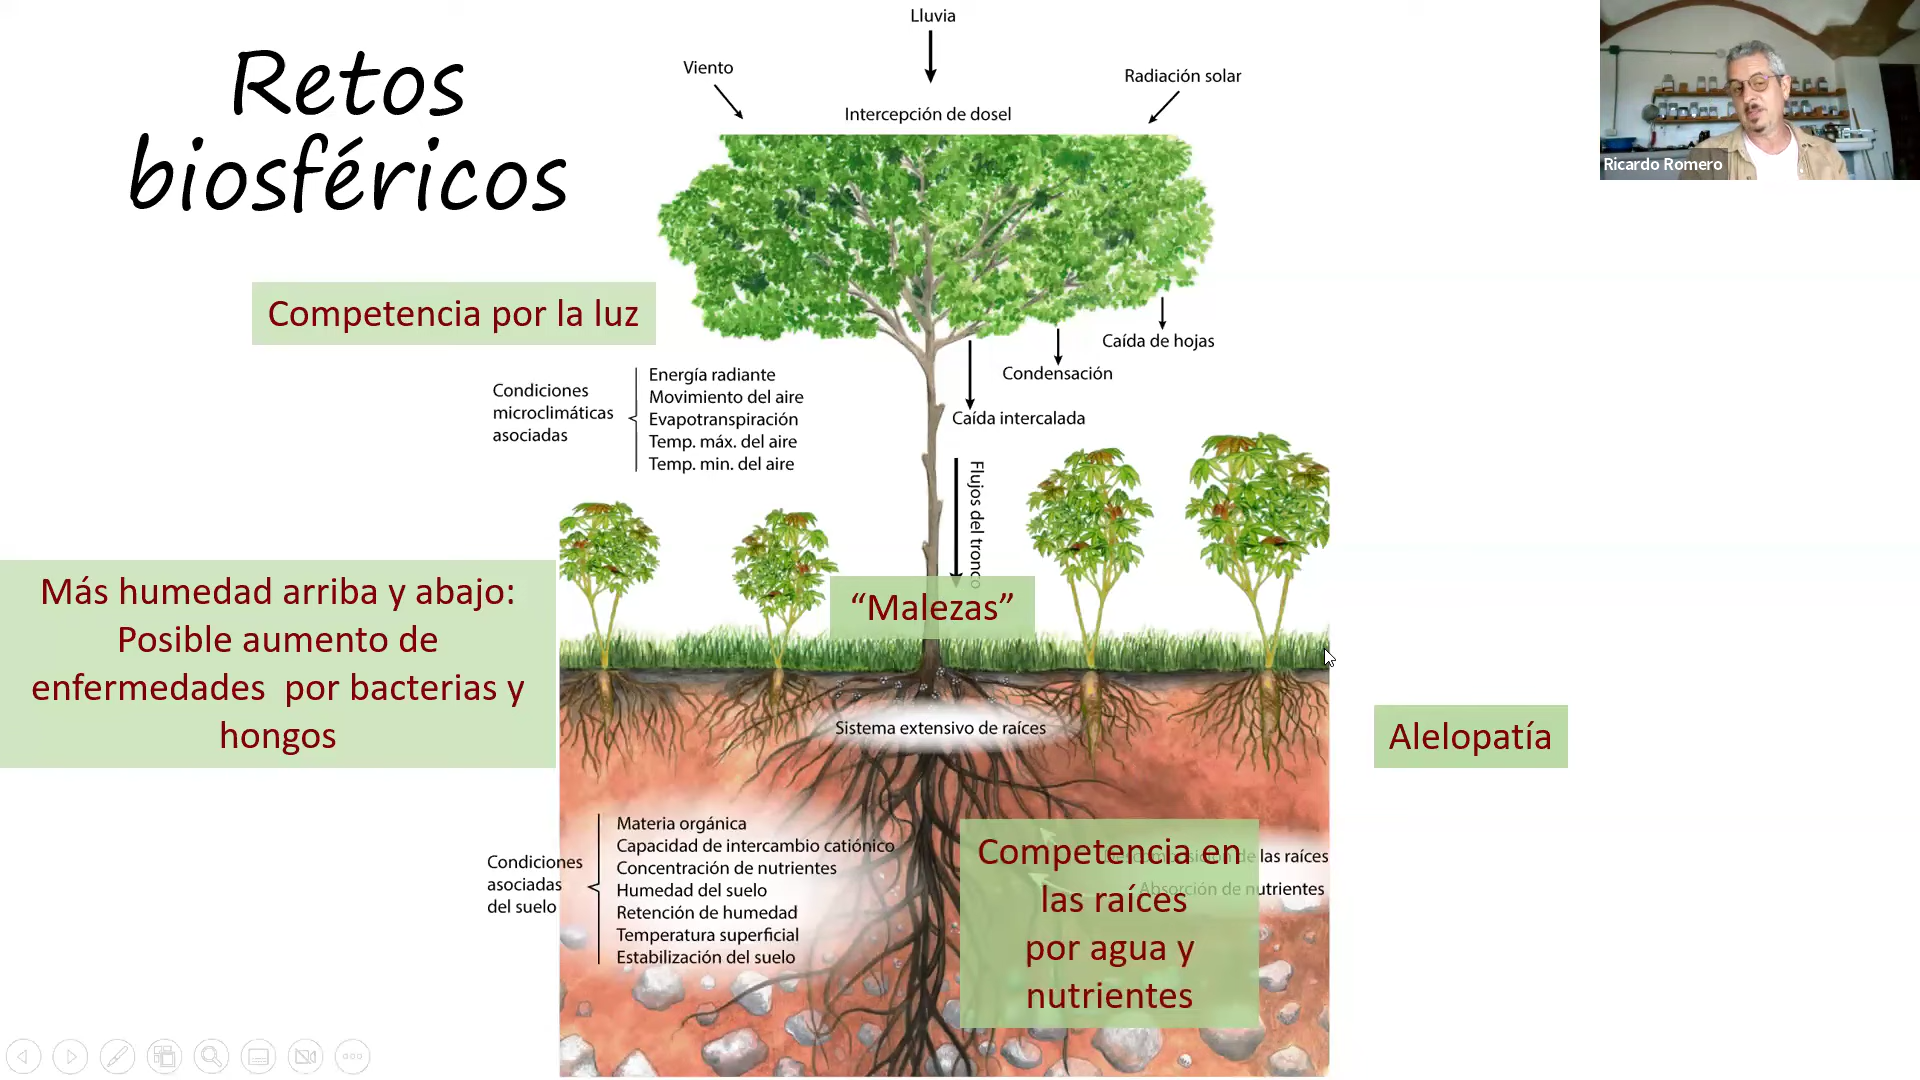 Retos
biosféricos
Lluvia
Viento
Radiación solar
Intercepción de dosel
Ricardo Romero
Competencia por la luz
Caída de hojas
Condensación
Caída intercalada
Condiciones
microclimáticas
asociadas
Energía radiante
Movimiento del aire
Evapotranspiración
Temp. máx. del aire
Temp. min. del aire
Flujos del tronco
Más humedad arriba y abajo:
Posible aumento de
enfermedades por bacterias y
hongos
“Malezas”
Sistema extensivo de raíces
Alelopatía
Condiciones
asociadas
del suelo
Materia orgánica
Capacidad de intercambio catiónico
Concentración de nutrientes
Humedad del suelo
Retención de humedad
Temperatura superficial
Estabilización del suelo
Competencia en
las raíces
por agua y
nutrientes
Descomposición de las raíces
Absorción de nutrientes